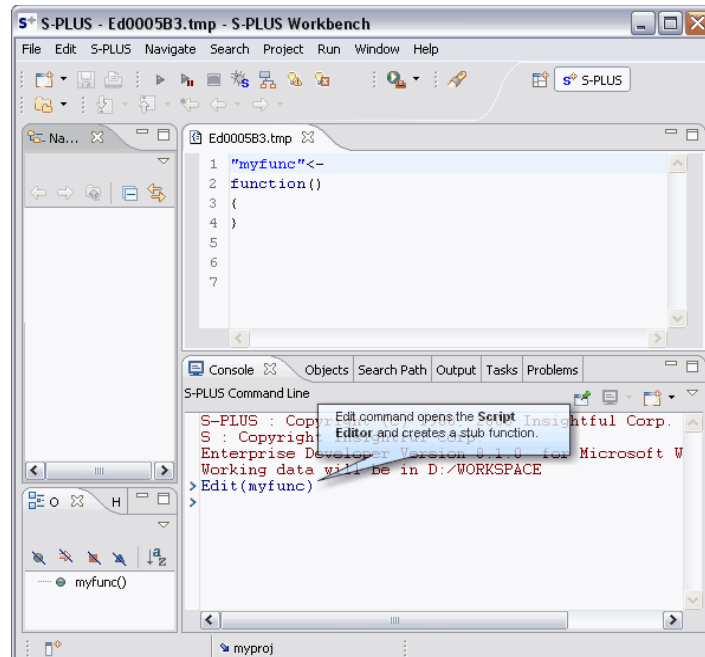 S+ S-PLUS - Ed0005B3.tmp - S-PLUS Workbench
File Edit S-PLUS Navigate Search Project Run Window Help
S+ S-PLUS
Na...
Ed0005B3.tmp
1 "myfunc"<-
2 function()
3 {
4 }
5
6
7
Console Objects Search Path Output Tasks Problems
S-PLUS Command Line
S-PLUS : Copyright (c) Insightful Corp.
S : Copyright Insightful Corp.
Enterprise Developer Version 8.1.0 for Microsoft W
Working data will be in D:/WORKSPACE
>Edit(myfunc)
>
Edit command opens the Script
Editor and creates a stub function.
O H
myfunc()
myproj